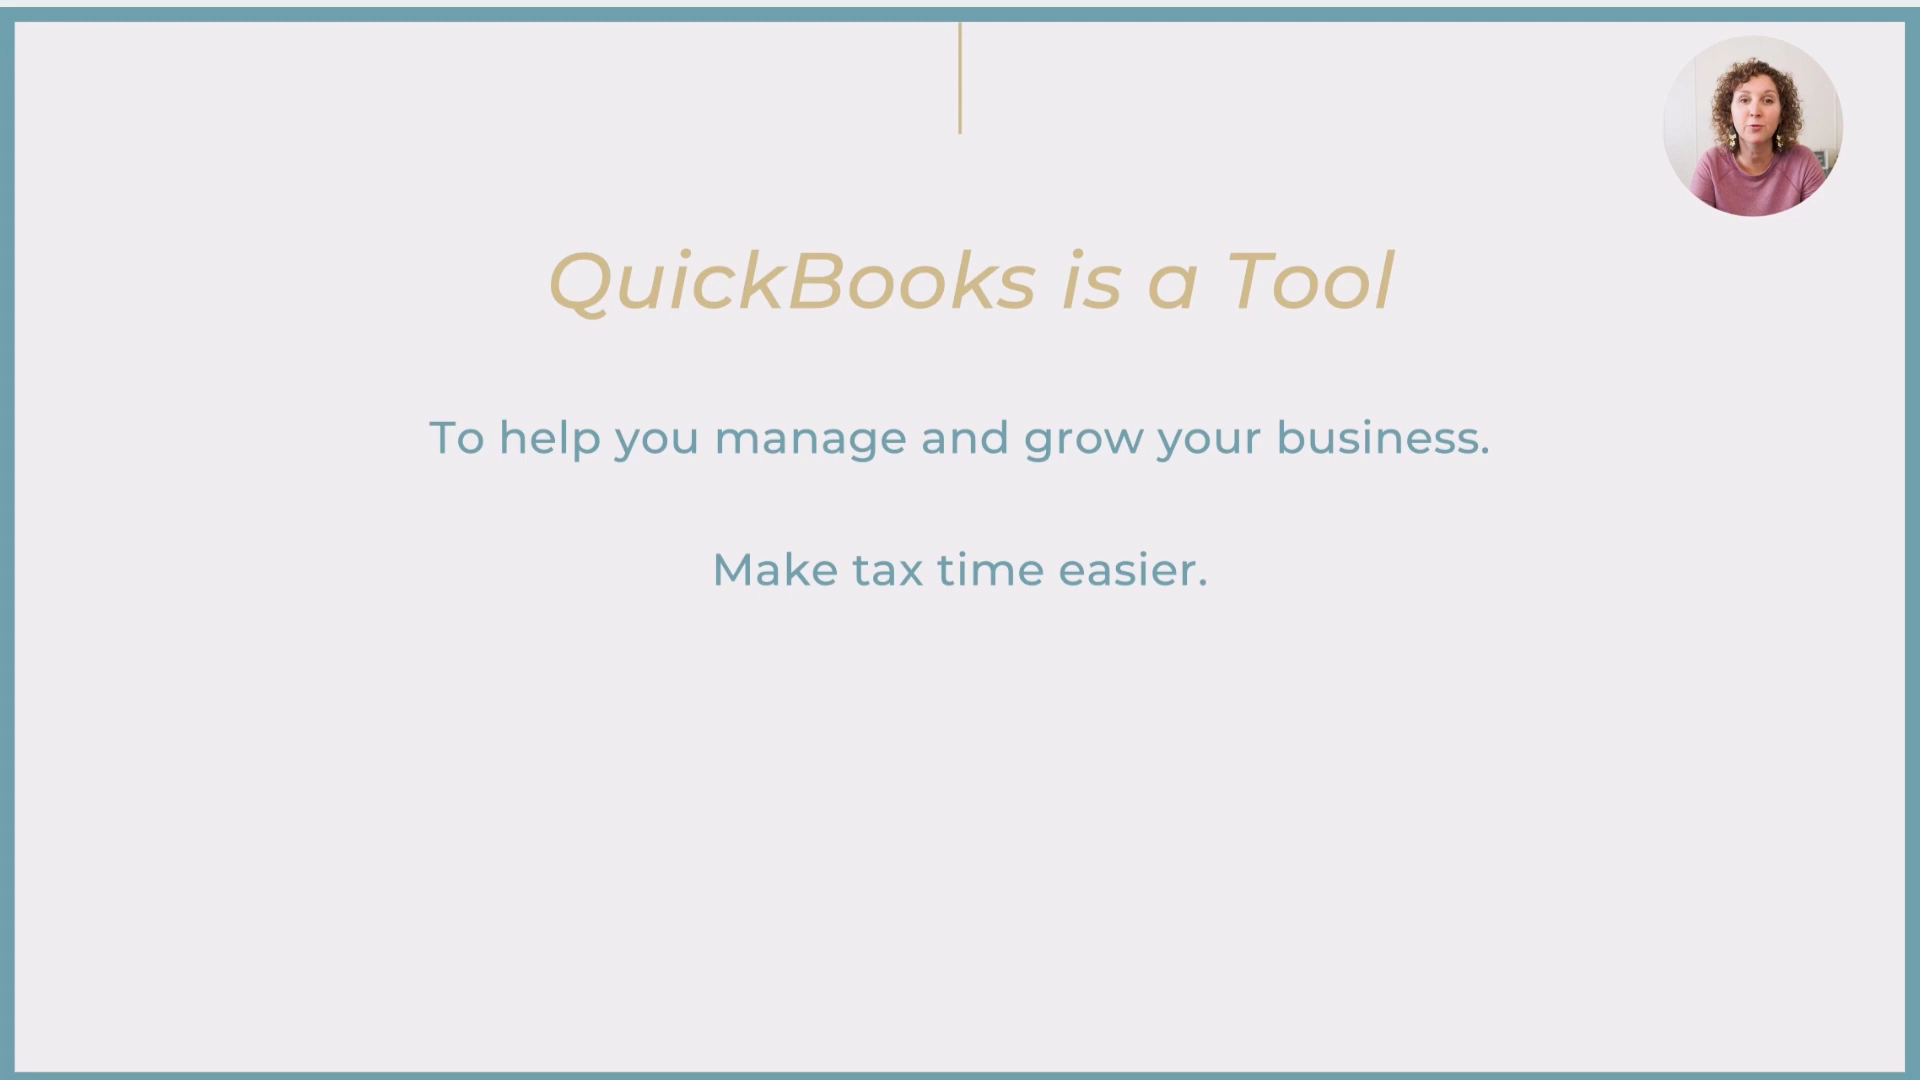 QuickBooks is a Tool
To help you manage and grow your business.
Make tax time easier.